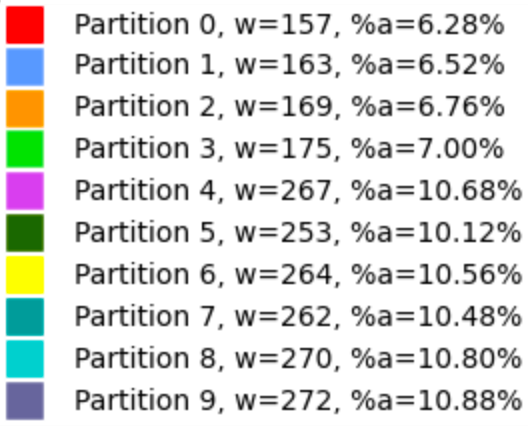 Partition 0, w=157, %a=6.28%
Partition 1, w=163, %a=6.52%
Partition 2, w=169, %a=6.76%
Partition 3, w=175, %a=7.00%
Partition 4, w=267, %a=10.68%
Partition 5, w=253, %a=10.12%
Partition 6, w=264, %a=10.56%
Partition 7, w=262, %a=10.48%
Partition 8, w=270, %a=10.80%
Partition 9, w=272, %a=10.88%